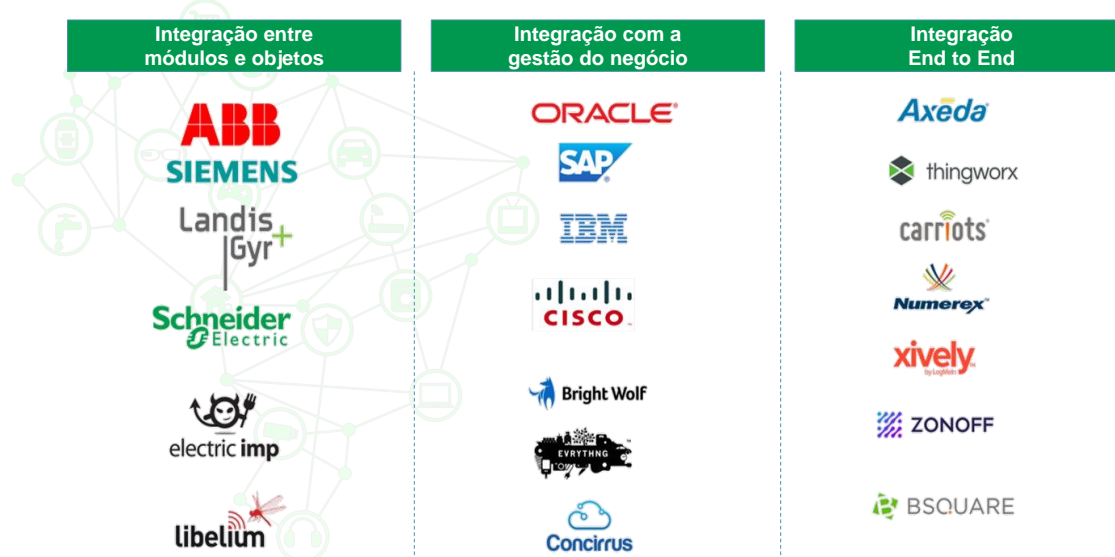 Integração entre
módulos e objetos
ABB
SIEMENS
Landis
Gyr+
Schneider
Electric
electric imp
libelium
Integração com a
gestão do negócio
ORACLE®
SAP®
IBM
CISCO
Bright Wolf
EVRYTHNG™
Concirrus
Integração
End to End
Axeda
thingworx
carriots®
Numerex
xively
by LogMeIn
ZONOFF
BSQUARE